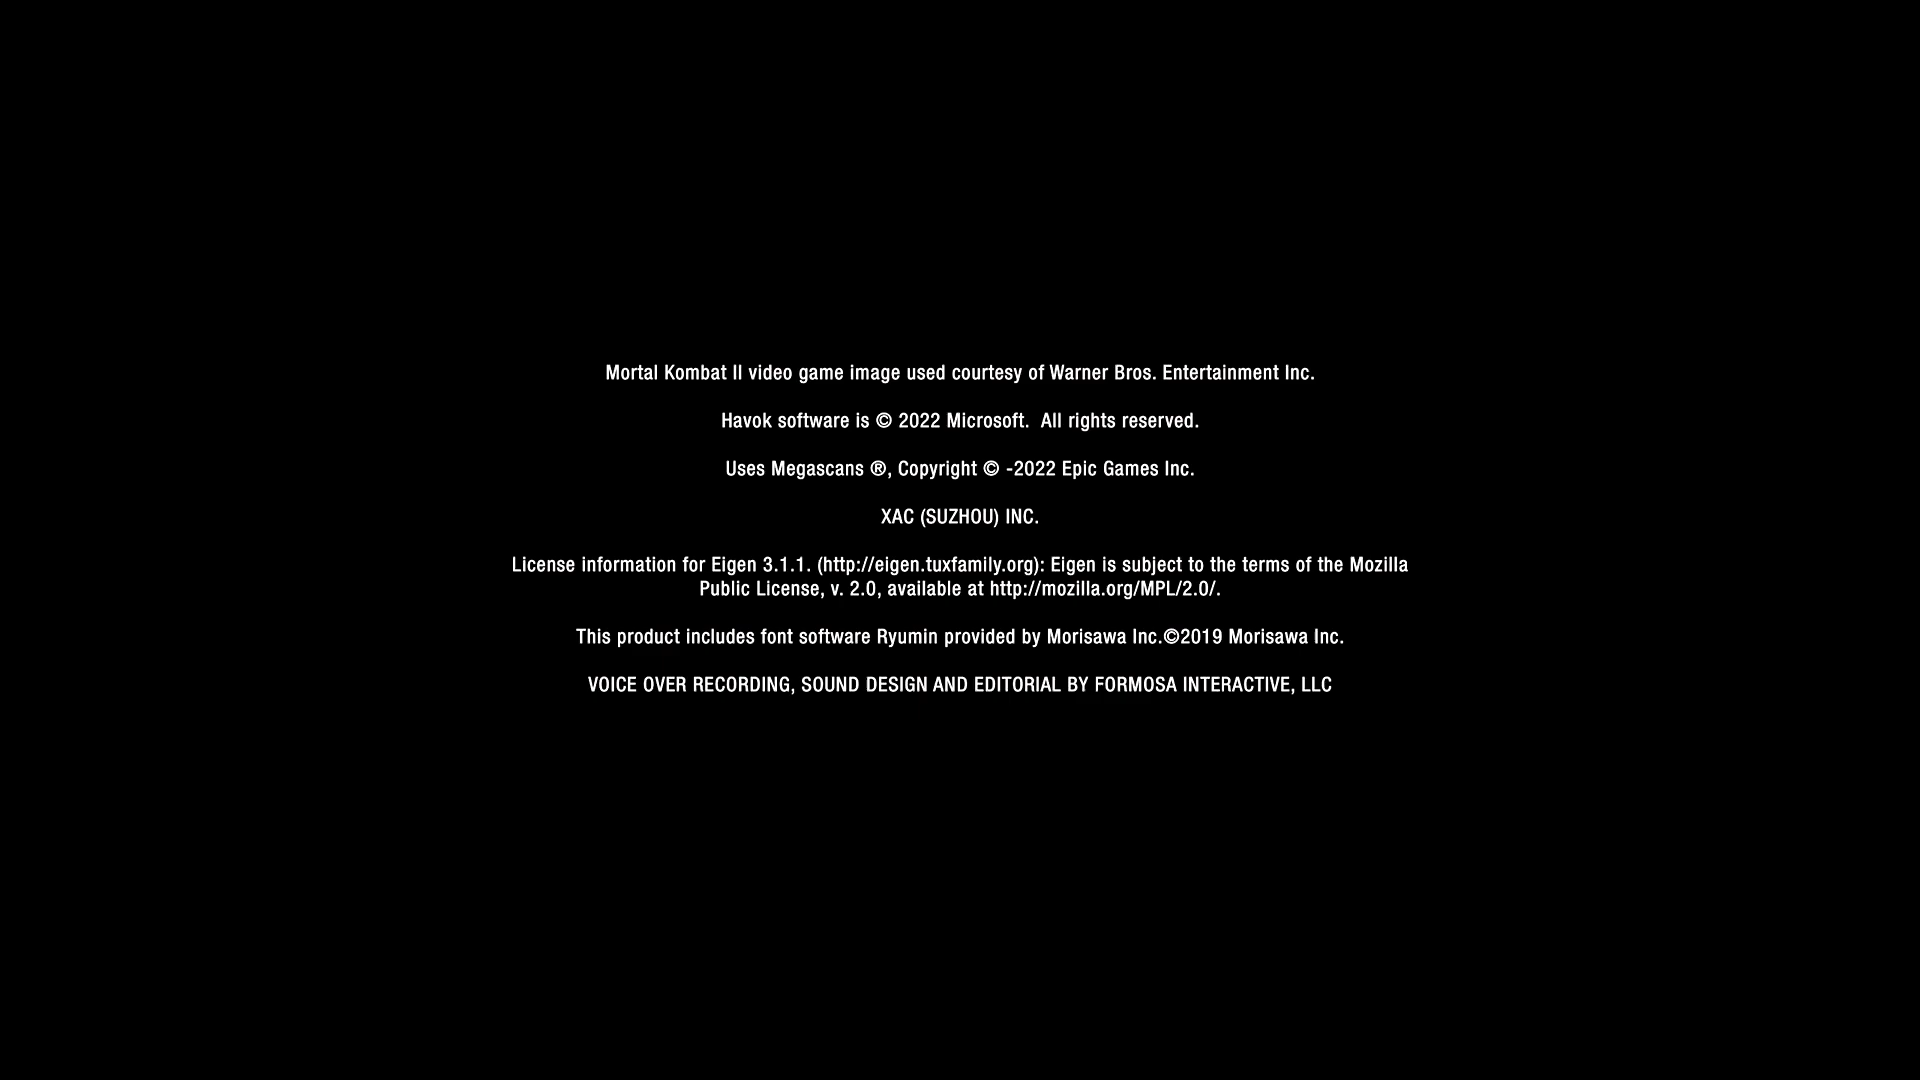 Mortal Kombat II video game image used courtesy of Warner Bros. Entertainment Inc.
Havok software is © 2022 Microsoft.  All rights reserved.
Uses Megascans ®, Copyright © -2022 Epic Games Inc.
XAC (SUZHOU) INC.
License information for Eigen 3.1.1. (http://eigen.tuxfamily.org): Eigen is subject to the terms of the Mozilla
Public License, v. 2.0, available at http://mozilla.org/MPL/2.0/.
This product includes font software Ryumin provided by Morisawa Inc.©2019 Morisawa Inc.
VOICE OVER RECORDING, SOUND DESIGN AND EDITORIAL BY FORMOSA INTERACTIVE, LLC